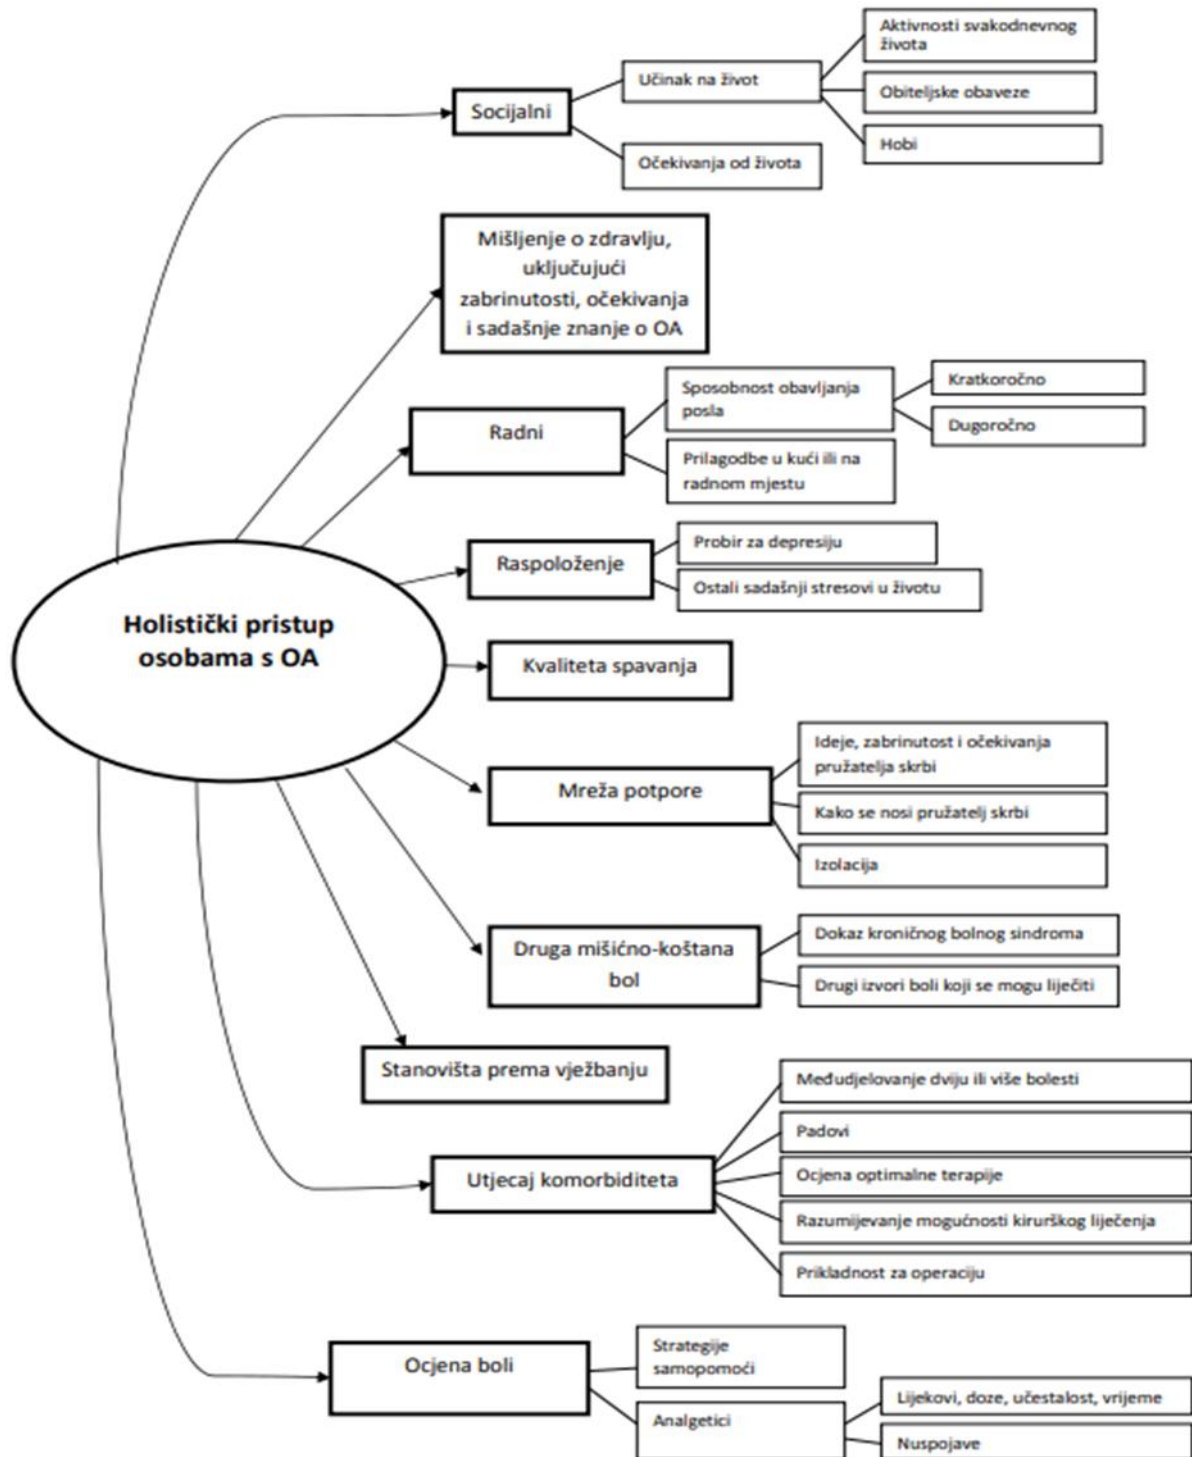 Aktivnosti svakodnevnog
života
Učinak na život
Socijalni
Obiteljske obaveze
Hobi
Očekivanja od života
Mišljenje o zdravlju,
uključujući
zabrinutosti, očekivanja
i sadašnje znanje o OA
Sposobnost obavljanja
posla
Kratkoročno
Dugoročno
Radni
Prilagodbe u kući ili na
radnom mjestu
Probir za depresiju
Raspoloženje
Ostali sadašnji stresovi u životu
Holistički pristup
osobama s OA
Kvaliteta spavanja
Ideje, zabrinutost i očekivanja
pružatelja skrbi
Mreža potpore
Kako se nosi pružatelj skrbi
Izolacija
Druga mišićno-koštana
bol
Dokaz kroničnog bolnog sindroma
Drugi izvori boli koji se mogu liječiti
Stanovišta prema vježbanju
Međudjelovanje dviju ili više bolesti
Padovi
Utjecaj komorbiditeta
Ocjena optimalne terapije
Razumijevanje mogućnosti kirurškog liječenja
Prikladnost za operaciju
Ocjena boli
Strategije
samopomoći
Analgetici
Lijekovi, doze, učestalost, vrijeme
Nuspojave